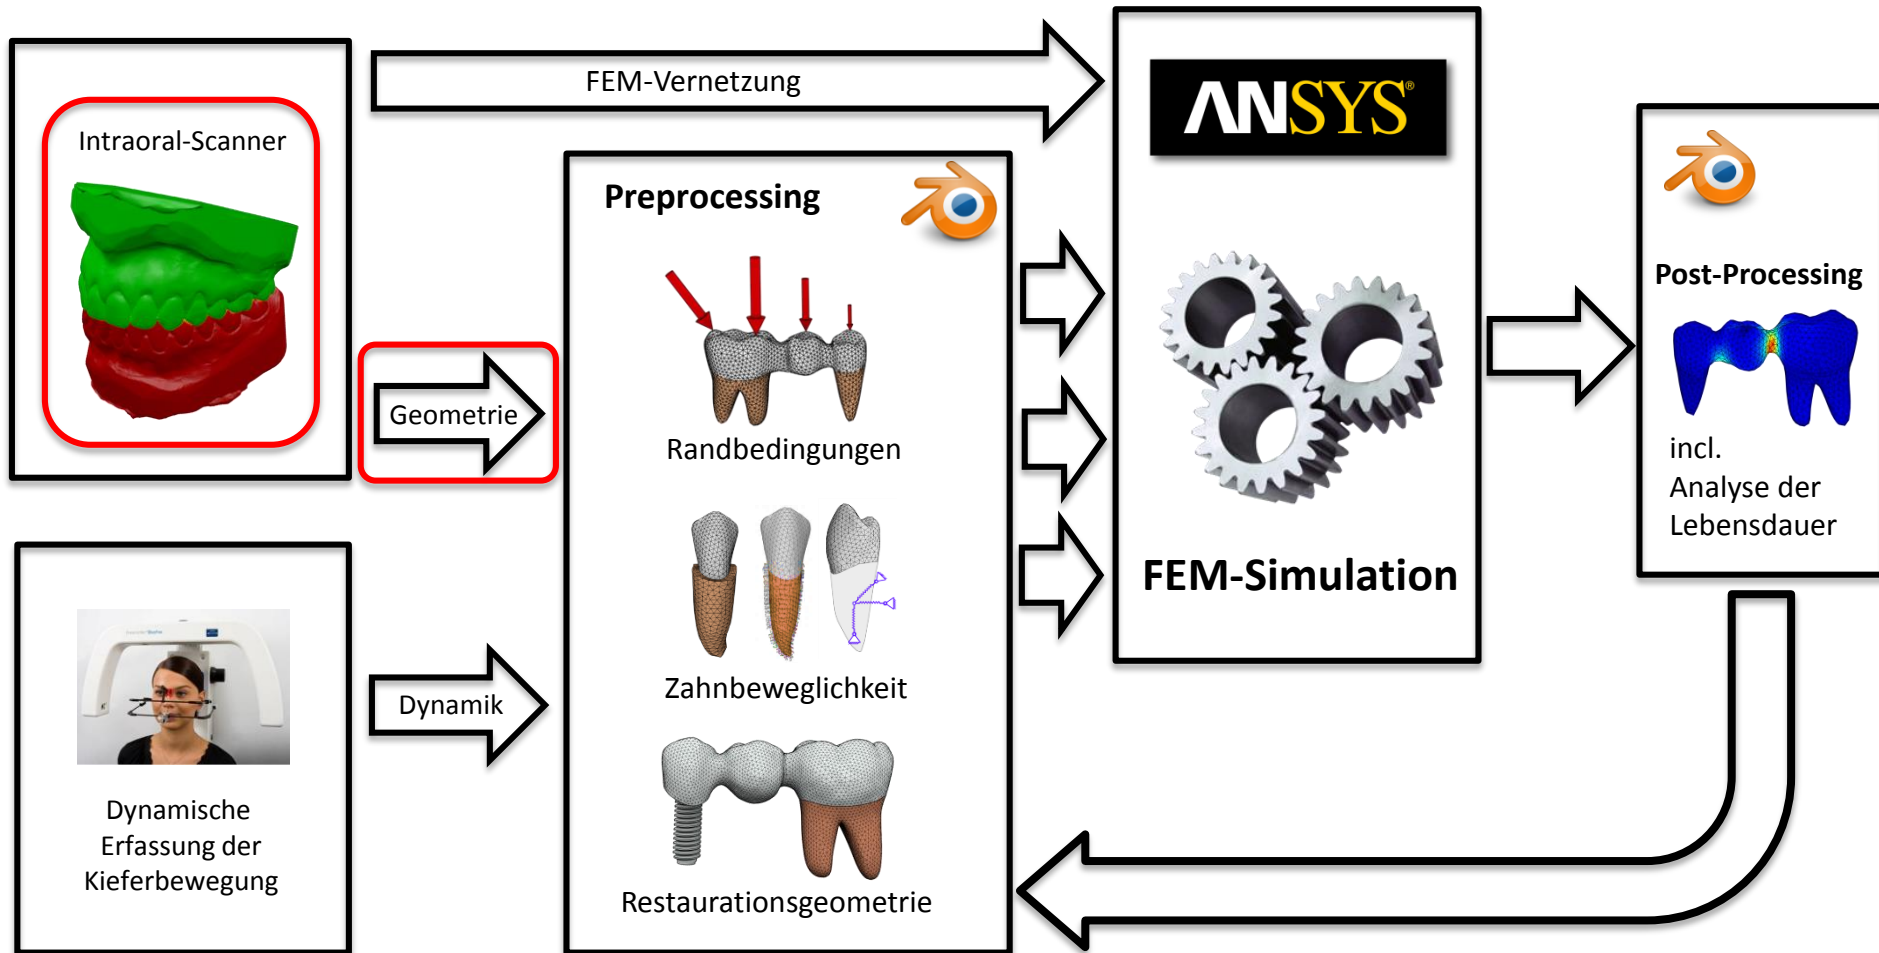 Intraoral-Scanner
FEM-Vernetzung
Geometrie
Dynamische
Erfassung der
Kieferbewegung
Dynamik
Preprocessing
Randbedingungen
Zahnbeweglichkeit
Restaurationsgeometrie
ANSYS®
FEM-Simulation
Post-Processing
incl.
Analyse der
Lebensdauer